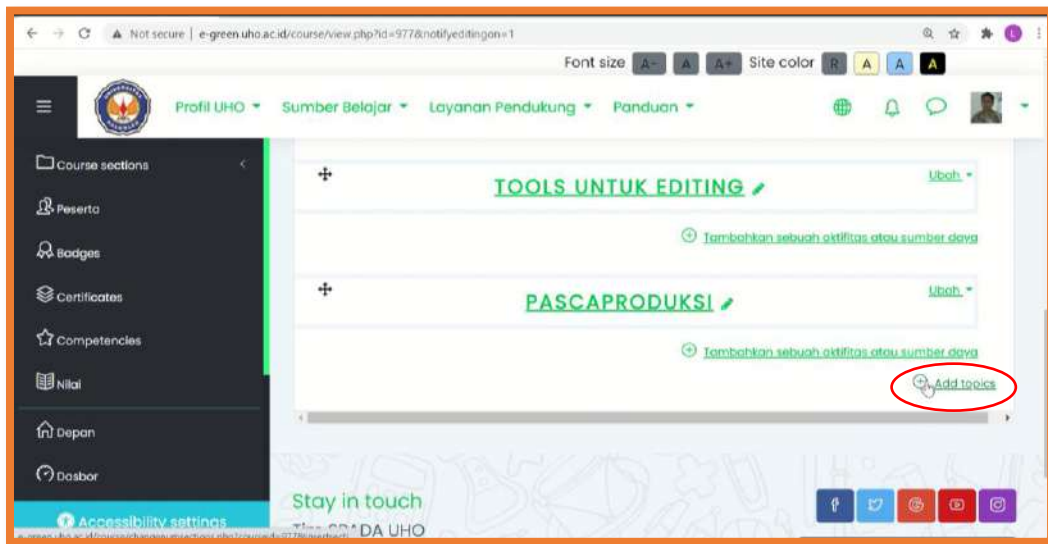 Not secure | e-green.uho.ac.id/course/view.php?id=977&notifyeditingon=1
Font size A- A A+ Site color R A A A
Profil UHO Sumber Belajar Layanan Pendukung Panduan
Course sections
Peserta
Badges
Certificates
Competencies
Nilai
Depan
Dasbor
Accessibility settings
TOOLS UNTUK EDITING
Ubah
Tambahkan sebuah aktifitas atau sumber daya
PASCAPRODUKSI
Ubah
Tambahkan sebuah aktifitas atau sumber daya
Add topics
Stay in touch
UHO